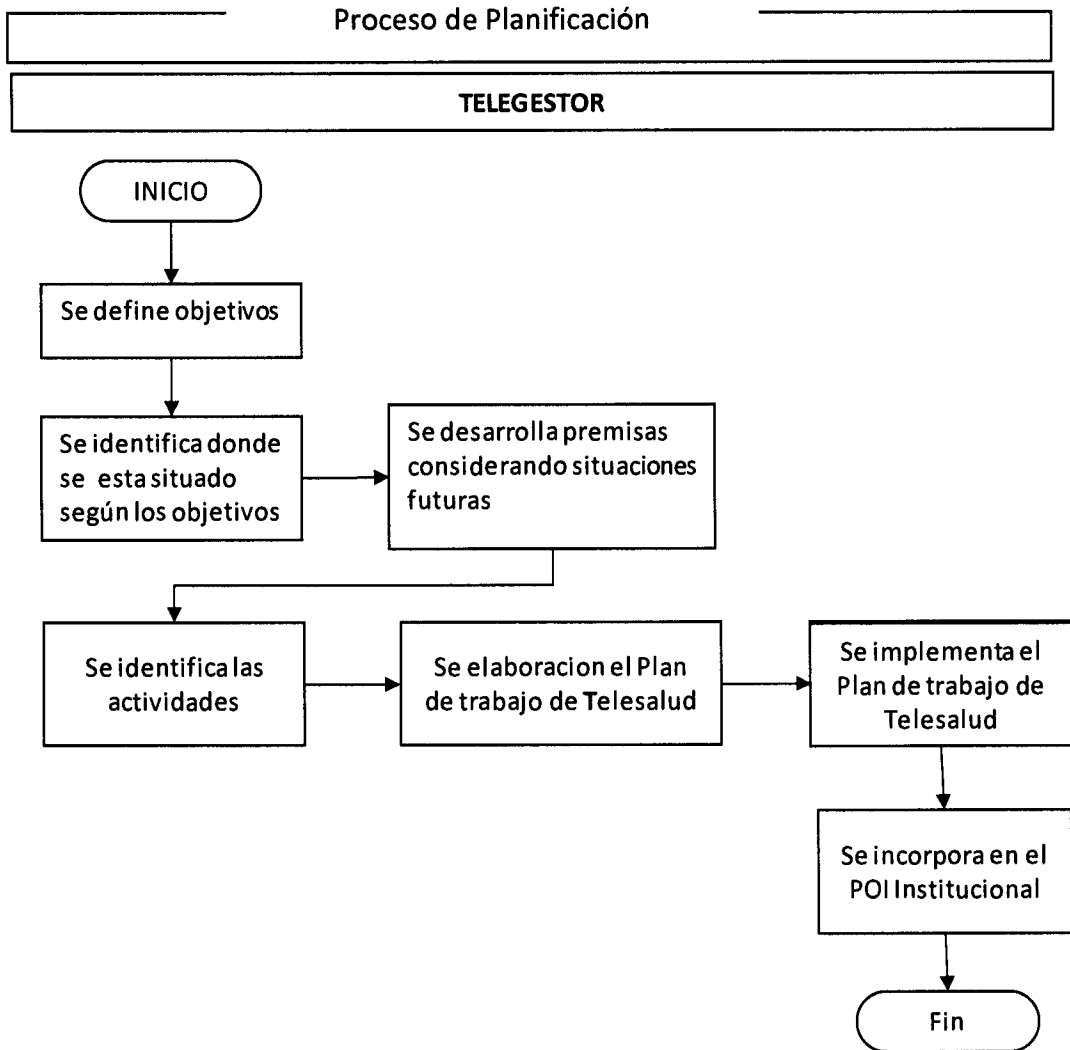 Proceso de Planificación
TELEGESTOR
INICIO
Se define objetivos
Se identifica donde
se esta situado
según los objetivos
Se desarrolla premisas
considerando situaciones
futuras
Se identifica las
actividades
Se elaboracion el Plan
de trabajo de Telesalud
Se implementa el
Plan de trabajo de
Telesalud
Se incorpora en el
POI Institucional
Fin